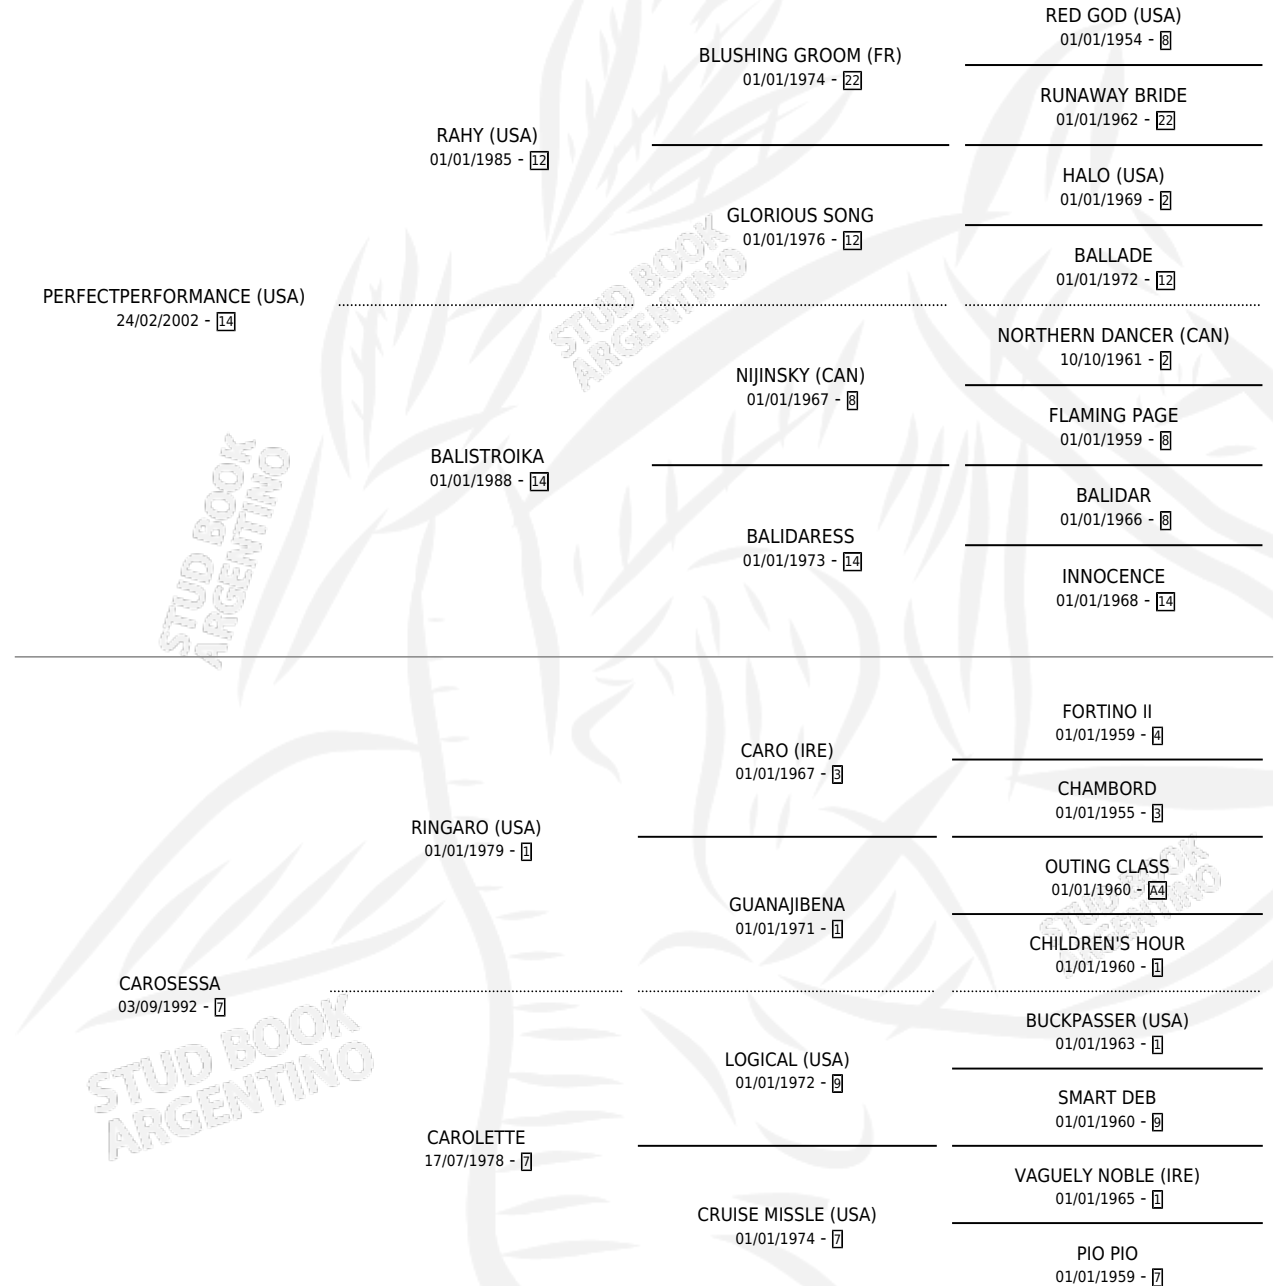 RED GOD (USA)
01/01/1954 - 8
BLUSHING GROOM (FR)
01/01/1974 - 22
RUNAWAY BRIDE
01/01/1962 - 22
RAHY (USA)
01/01/1985 - 12
HALO (USA)
01/01/1969 - 2
GLORIOUS SONG
01/01/1976 - 12
BALLADE
01/01/1972 - 12
PERFECTPERFORMANCE (USA)
24/02/2002 - 14
NORTHERN DANCER (CAN)
10/10/1961 - 2
NIJINSKY (CAN)
01/01/1967 - 8
FLAMING PAGE
01/01/1959 - 8
BALISTROIKA
01/01/1988 - 14
BALIDAR
01/01/1966 - 8
BALIDARESS
01/01/1973 - 14
INNOCENCE
01/01/1968 - 14
STUD BOOK
ARGENTINO
STUD BOOK
ARGENTINO
FORTINO II
01/01/1959 - 4
CARO (IRE)
01/01/1967 - 3
CHAMBORD
01/01/1955 - 3
RINGARO (USA)
01/01/1979 - 1
OUTING CLASS
01/01/1960 - A4
GUANAJIBENA
01/01/1971 - 1
CHILDREN'S HOUR
01/01/1960 - 1
STUD BOOK
ARGENTINO
CAROSESSA
03/09/1992 - 7
BUCKPASSER (USA)
01/01/1963 - 1
LOGICAL (USA)
01/01/1972 - 9
SMART DEB
01/01/1960 - 9
STUD BOOK
ARGENTINO
CAROLETTE
17/07/1978 - 7
VAGUELY NOBLE (IRE)
01/01/1965 - 1
CRUISE MISSLE (USA)
01/01/1974 - 7
PIO PIO
01/01/1959 - 7